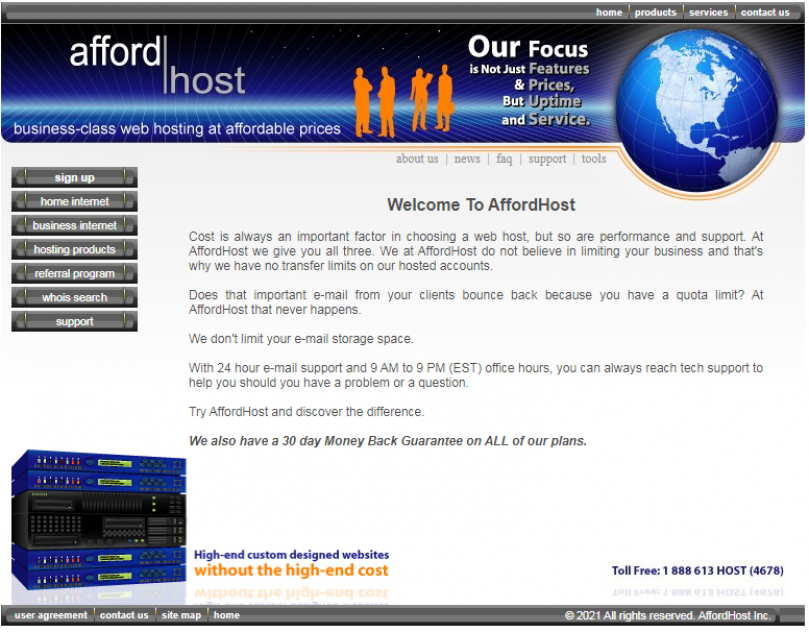 home products services contact us
afford
host
business-class web hosting at affordable prices
Our Focus
is Not Just Features
& Prices,
But Uptime
and Service.
about us | news | faq | support | tools
sign up
home internet
business internet
hosting products
referral program
whois search
support
Welcome To AffordHost
Cost is always an important factor in choosing a web host, but so are performance and support. At
AffordHost we give you all three. We at AffordHost do not believe in limiting your business and that's
why we have no transfer limits on our hosted accounts.
Does that important e-mail from your clients bounce back because you have a quota limit? At
AffordHost that never happens.
We don't limit your e-mail storage space.
With 24 hour e-mail support and 9 AM to 9 PM (EST) office hours, you can always reach tech support to
help you should you have a problem or a question.
Try AffordHost and discover the difference.
We also have a 30 day Money Back Guarantee on ALL of our plans.
High-end custom designed websites
without the high-end cost
Toll Free: 1 888 613 HOST (4678)
user agreement contact us site map home
© 2021 All rights reserved. AffordHost Inc.